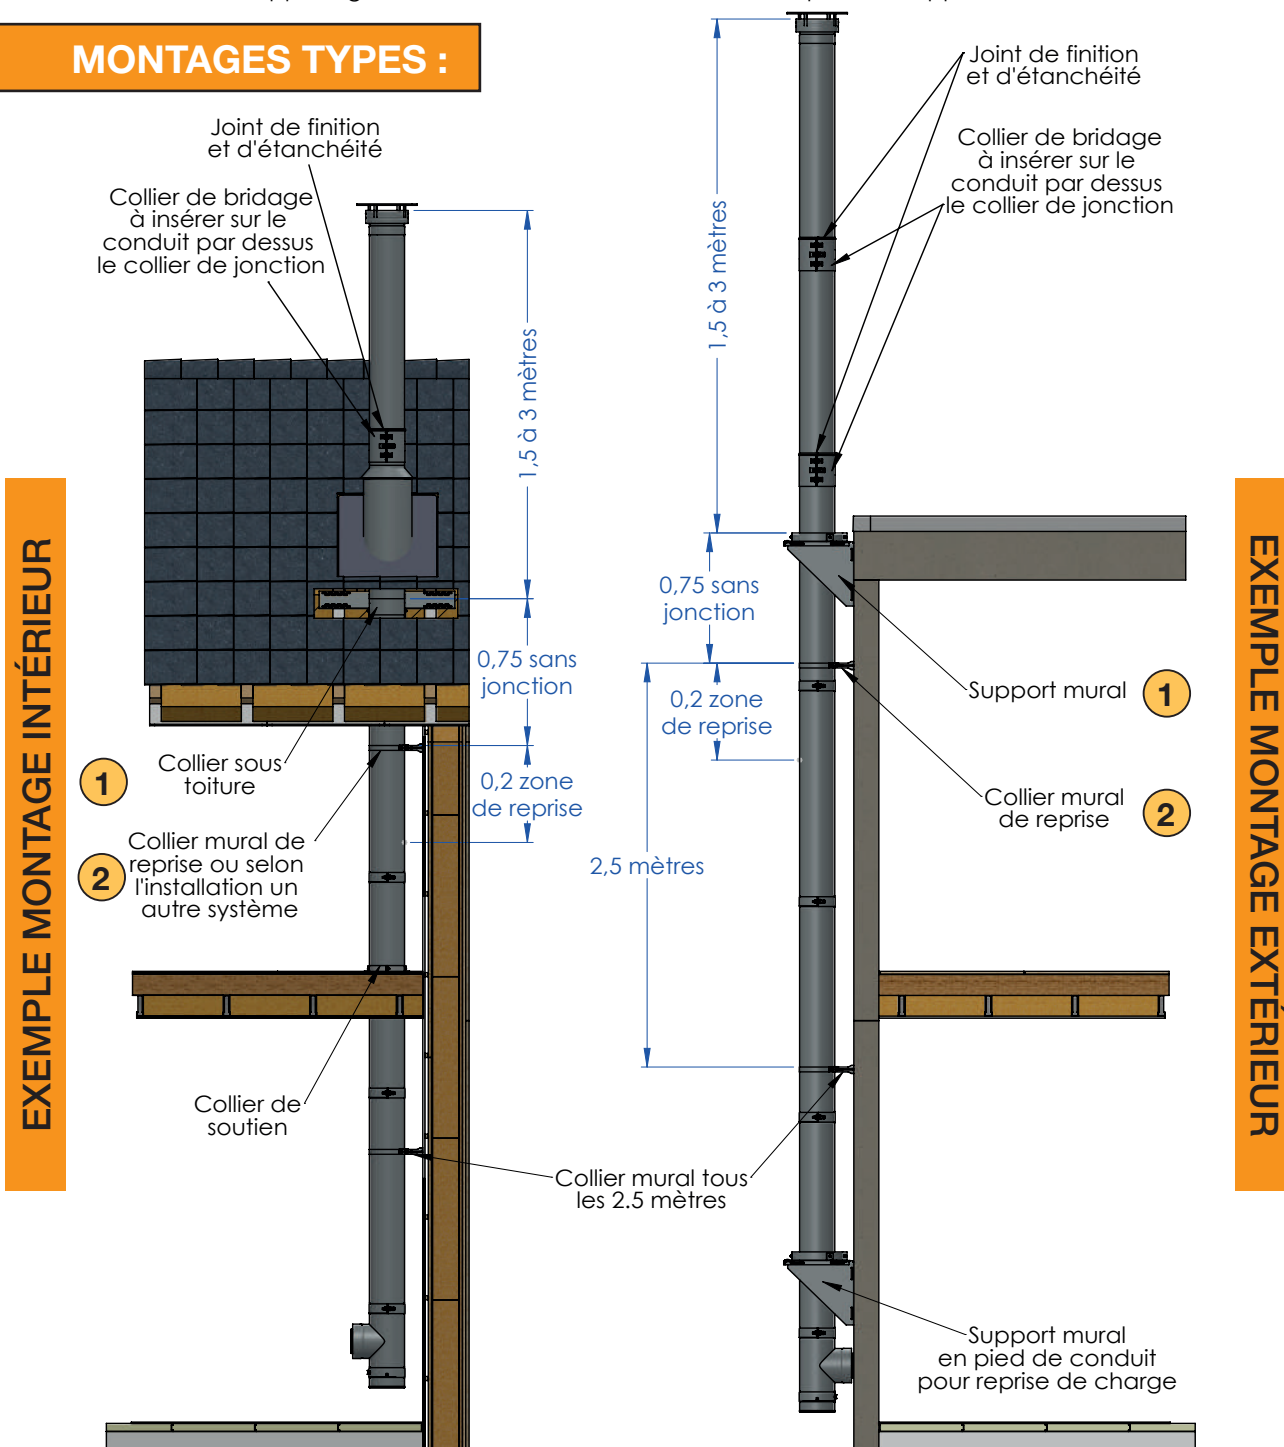 MONTAGES TYPES :
Joint de finition
et d'étanchéité
Collier de bridage
à insérer sur le
conduit par dessus
le collier de jonction
1,5 à 3 mètres
0,75 sans
jonction
0,2 zone
de reprise
Collier sous
toiture
1
Collier mural de
reprise ou selon
l'installation un
autre système
2
Collier de
soutien
EXEMPLE MONTAGE INTÉRIEUR
Collier mural tous
les 2.5 mètres
Joint de finition
et d'étanchéité
Collier de bridage
à insérer sur le
conduit par dessus
le collier de jonction
1,5 à 3 mètres
0,75 sans
jonction
0,2 zone
de reprise
2,5 mètres
Support mural
1
Collier mural
de reprise
2
Support mural
en pied de conduit
pour reprise de charge
EXEMPLE MONTAGE EXTÉRIEUR